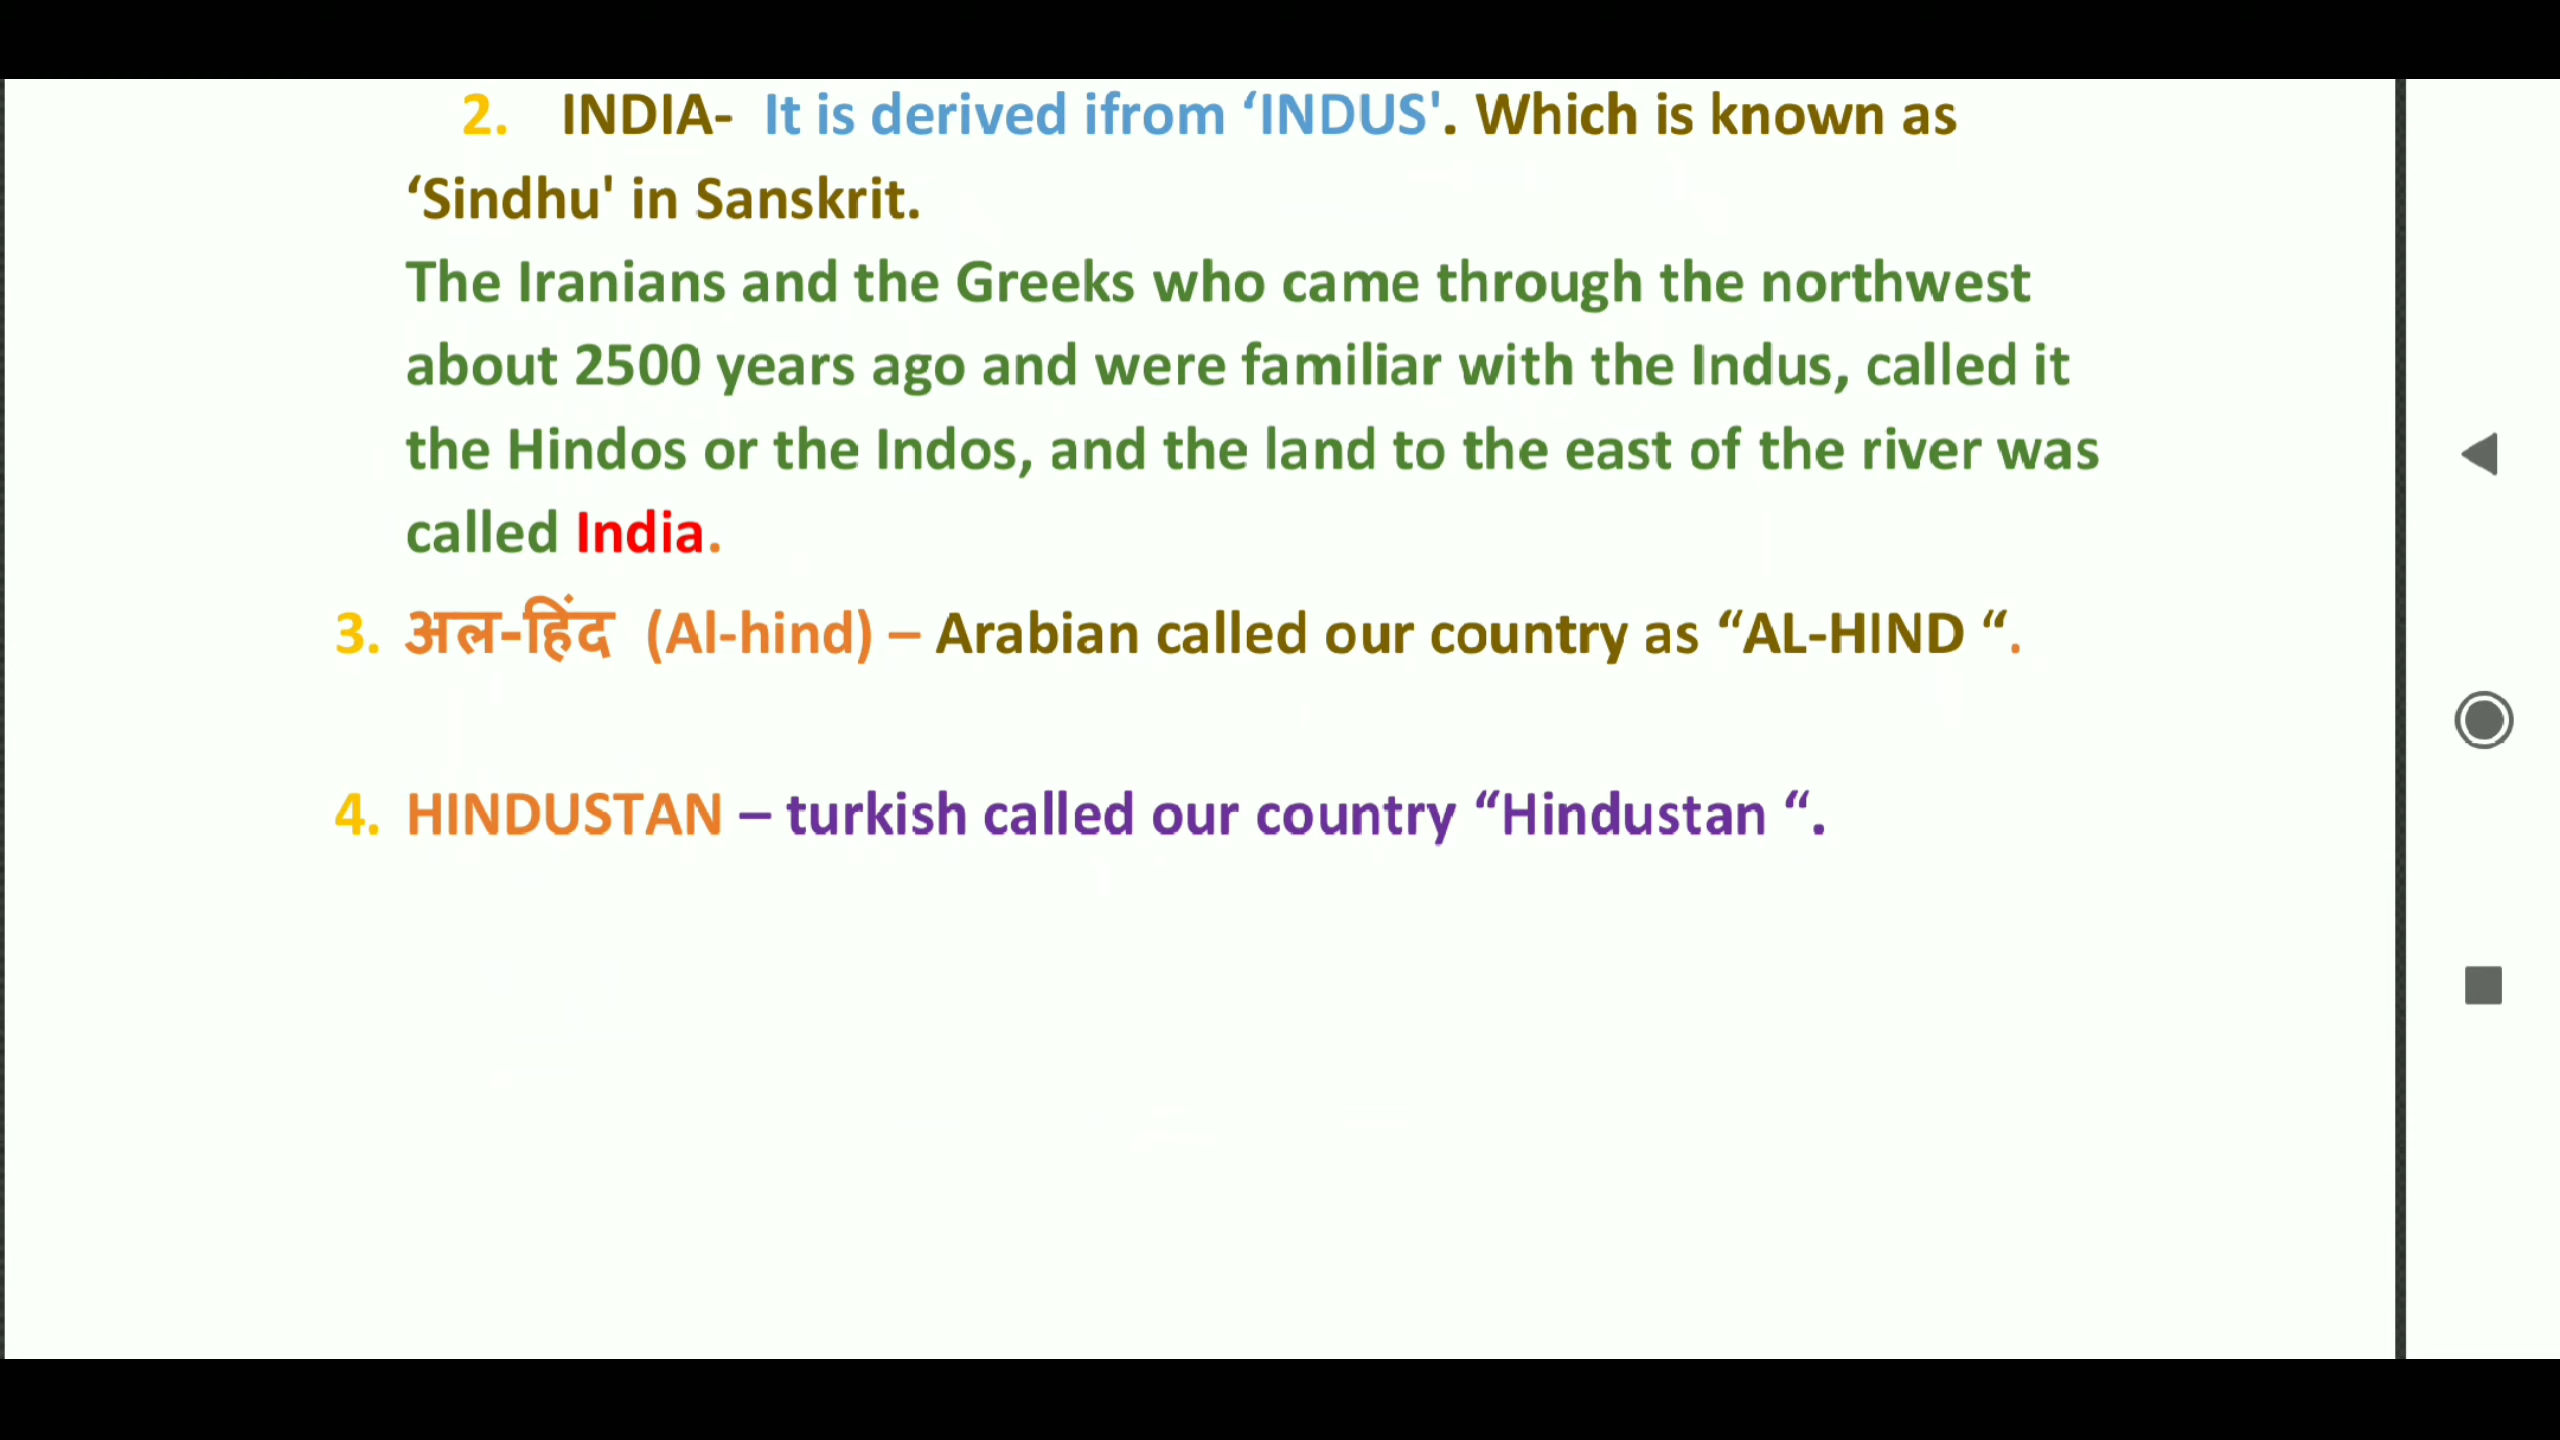 2. INDIA- It is derived ifrom ‘INDUS'. Which is known as
‘Sindhu' in Sanskrit.
The Iranians and the Greeks who came through the northwest
about 2500 years ago and were familiar with the Indus, called it
the Hindos or the Indos, and the land to the east of the river was
called India.
3. अल-हिंद (Al-hind) – Arabian called our country as “AL-HIND “.
4. HINDUSTAN – turkish called our country “Hindustan “.